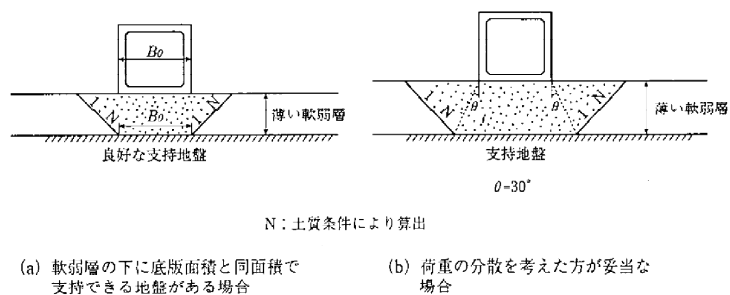 B₀
1
N
B₀
1
N
薄い軟弱層
良好な支持地盤
1
N
θ
θ
1
N
薄い軟弱層
支持地盤
θ=30°
N:土質条件により算出
(a) 軟弱層の下に底版面積と同面積で
支持できる地盤がある場合
(b) 荷重の分散を考えた方が妥当な
場合